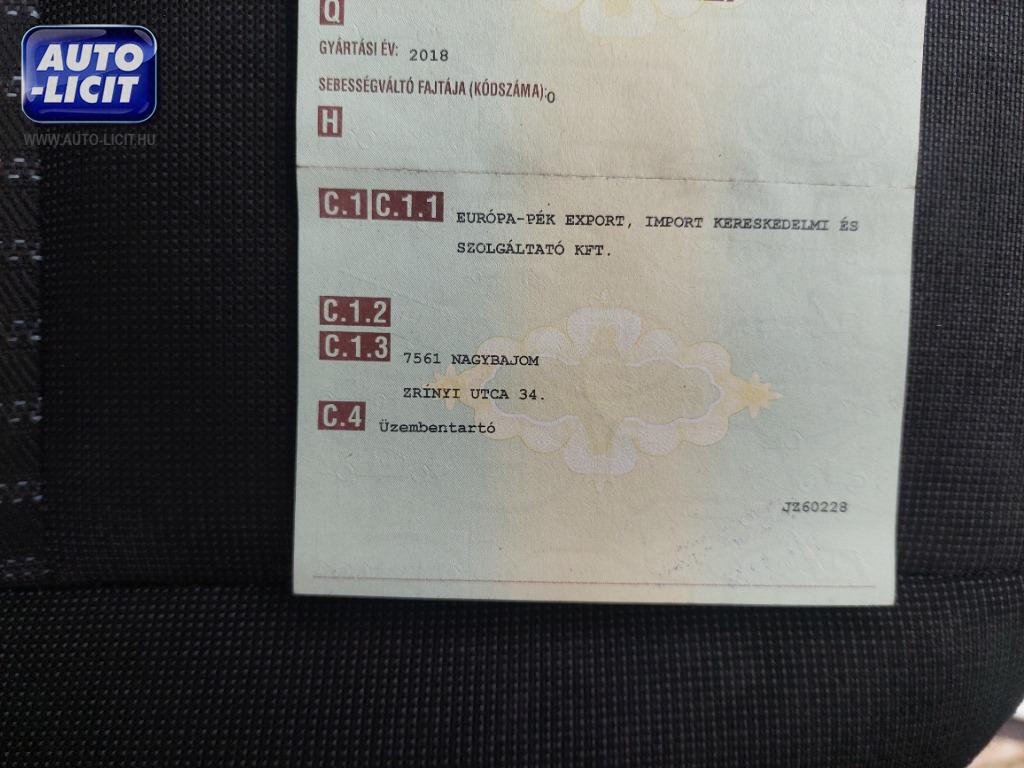 AUTO
-LICIT
WWW.AUTO-LICIT.HU
Q
GYÁRTÁSI ÉV: 2018
SEBESSÉGVÁLTÓ FAJTÁJA (KÓDSZÁMA):0
H
C.1 C.1.1 EURÓPA-PÉK EXPORT, IMPORT KERESKEDELMI ÉS
SZOLGÁLTATÓ KFT.
C.1.2
C.1.3 7561 NAGYBAJOM
ZRÍNYI UTCA 34.
C.4 Üzembentartó
JZ60228